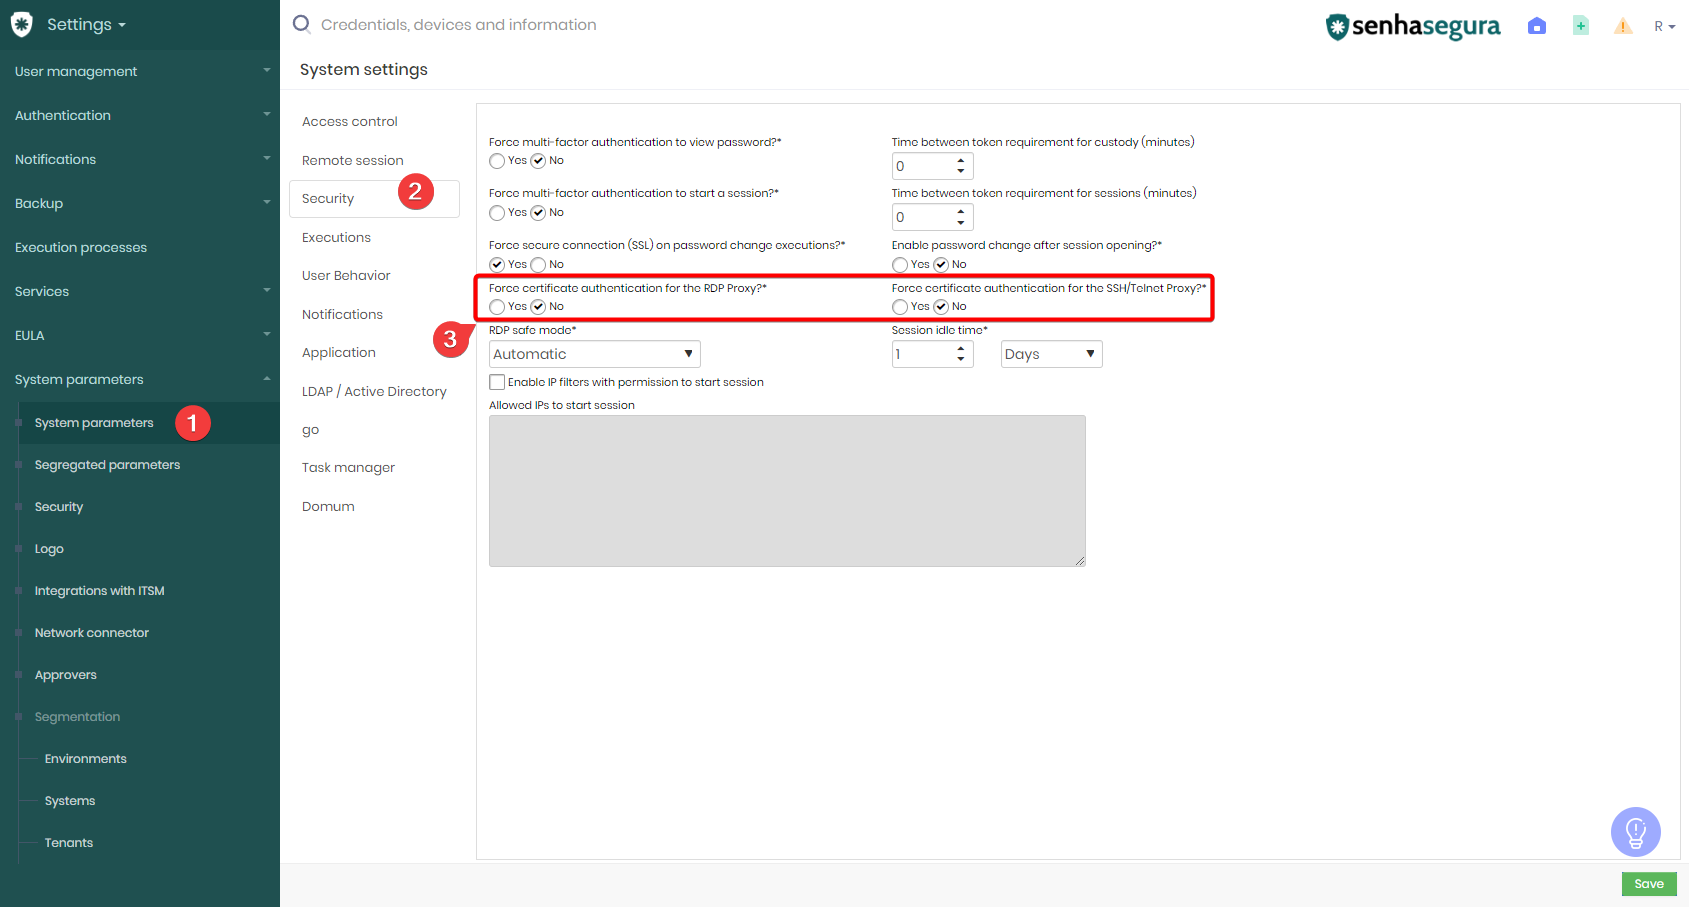 Settings
Credentials, devices and information
senhasegura
R
User management
Authentication
Notifications
Backup
Execution processes
Services
EULA
System parameters
System parameters
1
Segregated parameters
Security
Logo
Integrations with ITSM
Network connector
Approvers
Segmentation
Environments
Systems
Tenants
System settings
Access control
Remote session
Security
2
Executions
User Behavior
Notifications
Application
LDAP / Active Directory
go
Task manager
Domum
Force multi-factor authentication to view password?*
Yes No
Time between token requirement for custody (minutes)
0
Force multi-factor authentication to start a session?*
Yes No
Time between token requirement for sessions (minutes)
0
Force secure connection (SSL) on password change executions?*
Yes No
Enable password change after session opening?*
Yes No
Force certificate authentication for the RDP Proxy?*
Yes No
Force certificate authentication for the SSH/Telnet Proxy?*
Yes No
3
RDP safe mode*
Automatic
Session idle time*
1
Days
Enable IP filters with permission to start session
Allowed IPs to start session
Save